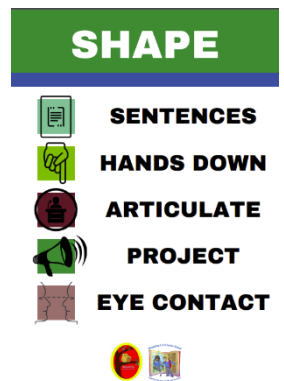 SHAPE
SENTENCES
HANDS DOWN
ARTICULATE
PROJECT
EYE CONTACT